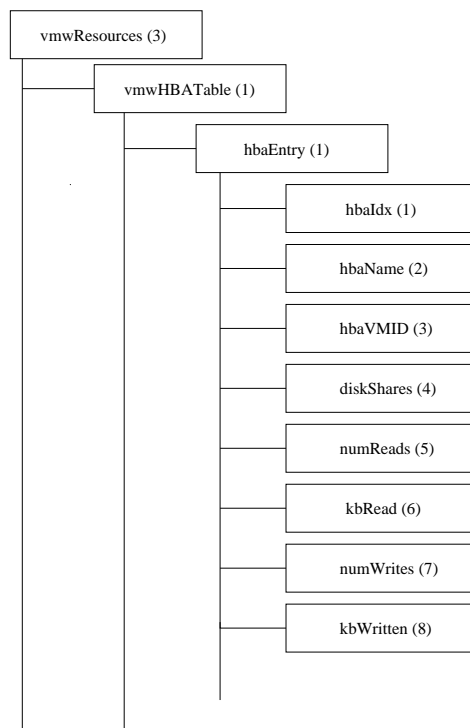 vmwResources (3)
vmwHBATable (1)
hbaEntry (1)
hbaIdx (1)
hbaName (2)
hbaVMID (3)
diskShares (4)
numReads (5)
kbRead (6)
numWrites (7)
kbWritten (8)